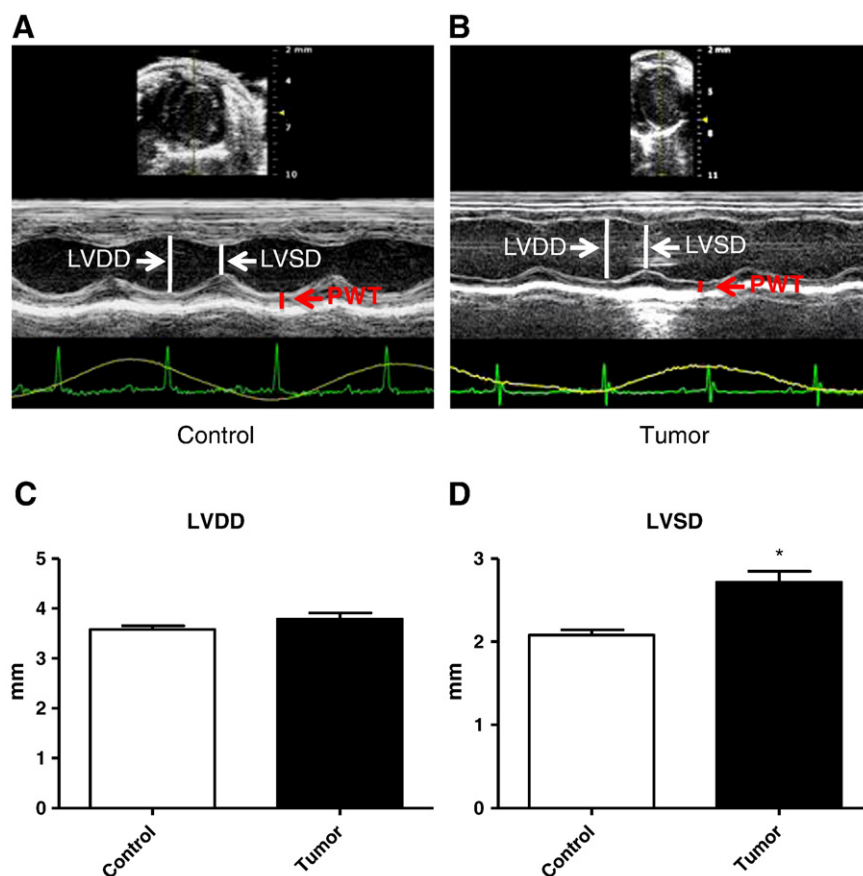 A
B
2 mm
4
7
10
2 mm
5
8
11
LVDD
LVSD
PWT
LVDD
LVSD
PWT
Control
Tumor
C
D
LVDD
LVSD
5
4
3
2
1
0
mm
Control
Tumor
3
2
1
0
mm
*
Control
Tumor